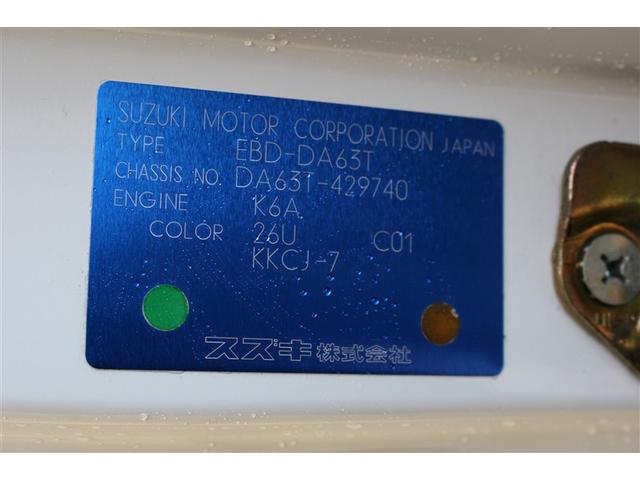 SUZUKI MOTOR CORPORATION JAPAN
TYPE EBD-DA63T
CHASSIS NO. DA63T-429740
ENGINE K6A
COLOR 26U C01
KKCJ-7
スズキ株式会社